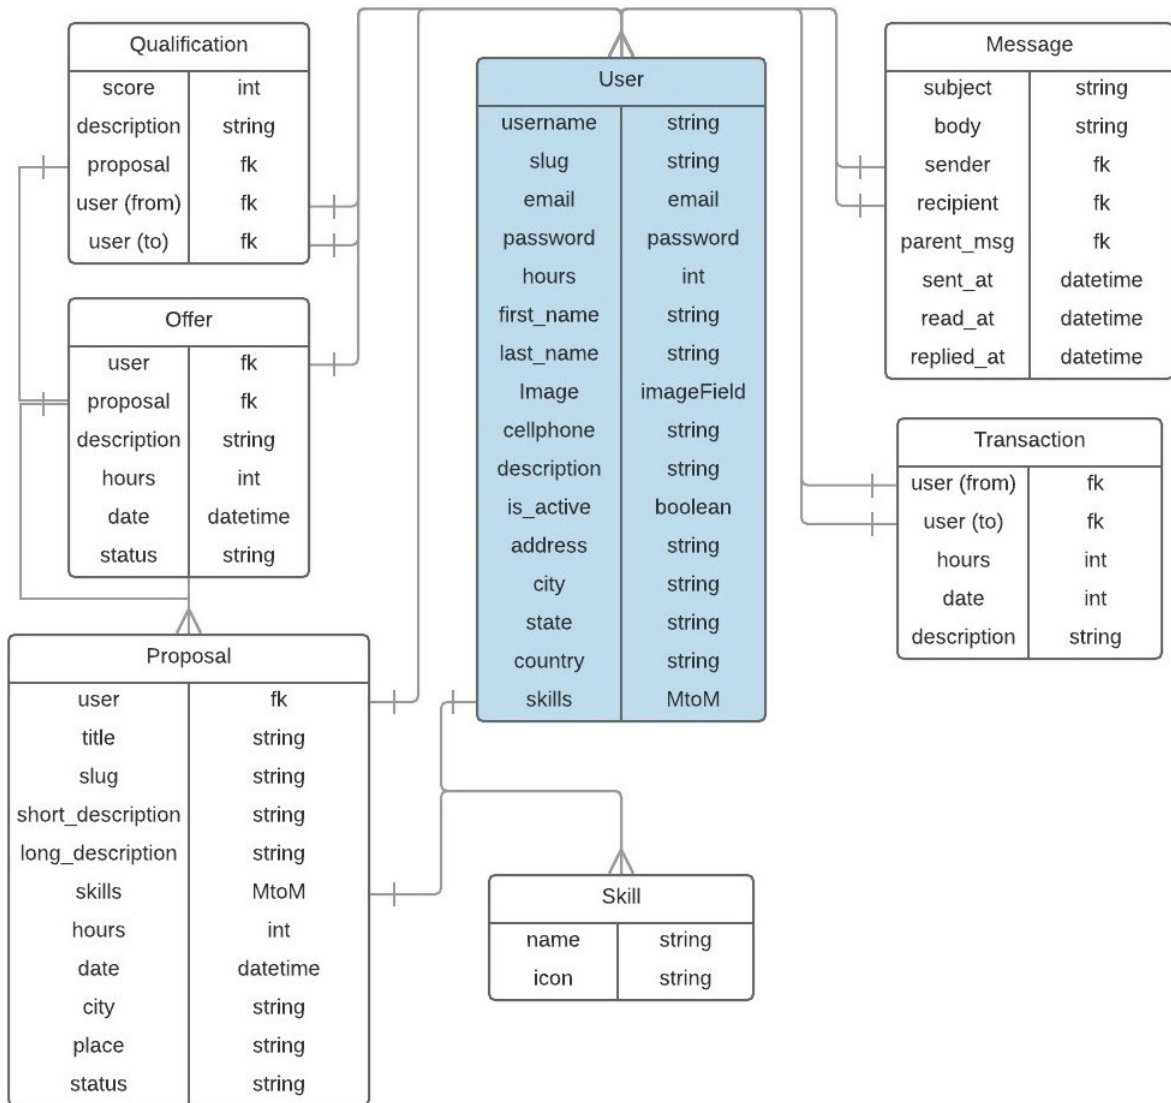 Qualification
score int
description string
proposal fk
user (from) fk
user (to) fk
Offer
user fk
proposal fk
description string
hours int
date datetime
status string
Proposal
user fk
title string
slug string
short_description string
long_description string
skills MtoM
hours int
date datetime
city string
place string
status string
User
username string
slug string
email email
password password
hours int
first_name string
last_name string
Image imageField
cellphone string
description string
is_active boolean
address string
city string
state string
country string
skills MtoM
Skill
name string
icon string
Message
subject string
body string
sender fk
recipient fk
parent_msg fk
sent_at datetime
read_at datetime
replied_at datetime
Transaction
user (from) fk
user (to) fk
hours int
date int
description string